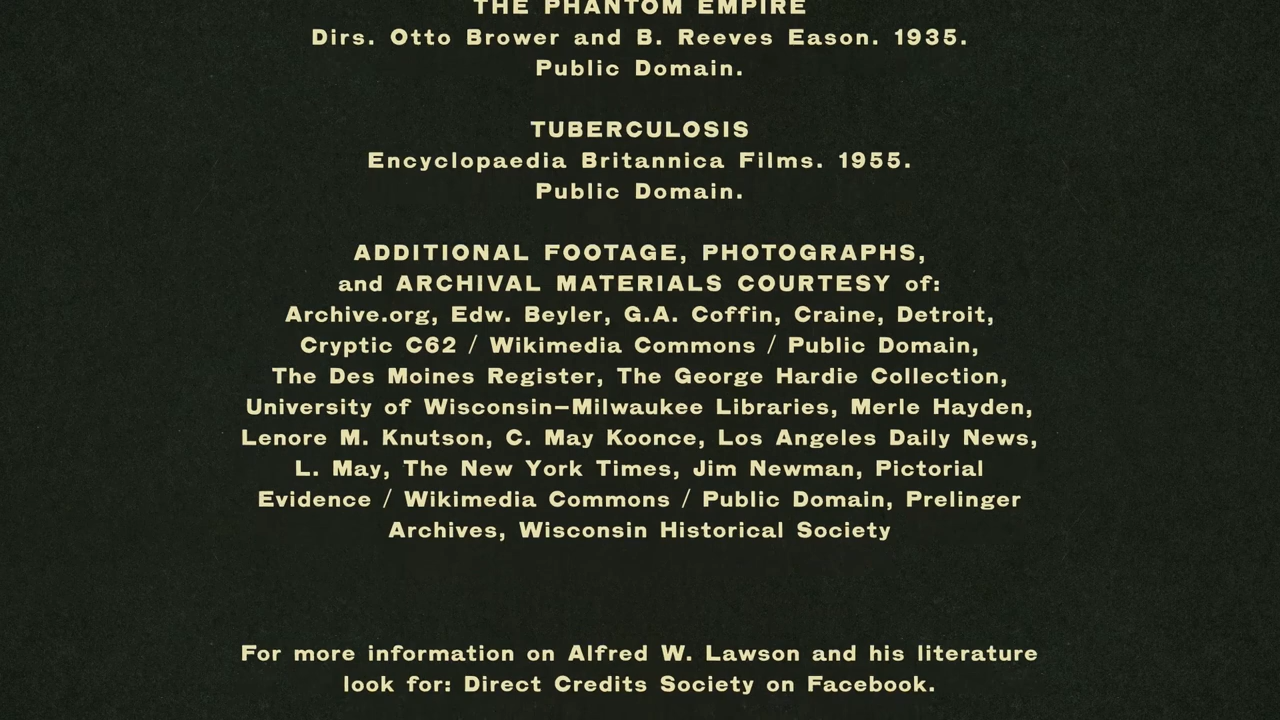 THE PHANTOM EMPIRE
Dirs. Otto Brower and B. Reeves Eason. 1935.
Public Domain.
TUBERCULOSIS
Encyclopaedia Britannica Films. 1955.
Public Domain.
ADDITIONAL FOOTAGE, PHOTOGRAPHS,
and ARCHIVAL MATERIALS COURTESY of:
Archive.org, Edw. Beyler, G.A. Coffin, Craine, Detroit,
Cryptic C62 / Wikimedia Commons / Public Domain,
The Des Moines Register, The George Hardie Collection,
University of Wisconsin–Milwaukee Libraries, Merle Hayden,
Lenore M. Knutson, C. May Koonce, Los Angeles Daily News,
L. May, The New York Times, Jim Newman, Pictorial
Evidence / Wikimedia Commons / Public Domain, Prelinger
Archives, Wisconsin Historical Society
For more information on Alfred W. Lawson and his literature
look for: Direct Credits Society on Facebook.